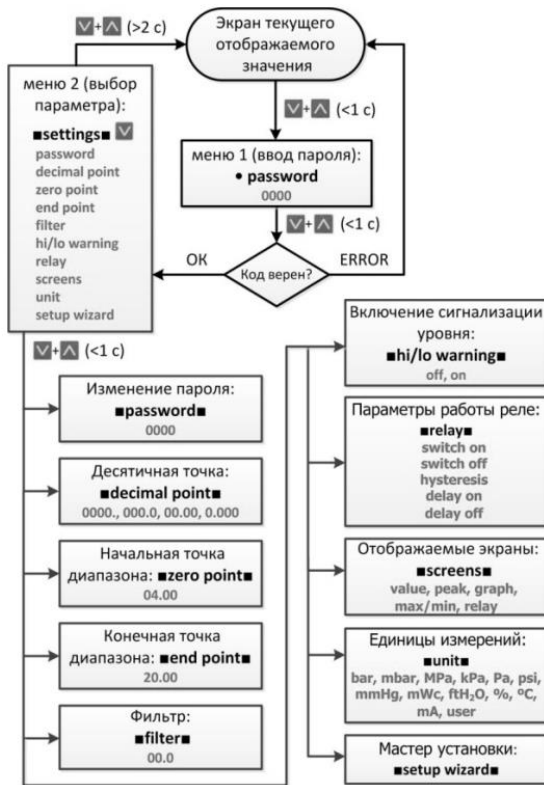 ∨+∧ (>2 с)
Экран текущего
отображаемого
значения
∨+∧ (<1 с)
меню 1 (ввод пароля):
• password
0000
∨+∧ (<1 с)
Код верен?
ОК
ERROR
меню 2 (выбор
параметра):
■settings■ ∨
password
decimal point
zero point
end point
filter
hi/lo warning
relay
screens
unit
setup wizard
∨+∧ (<1 с)
Изменение пароля:
■password■
0000
Десятичная точка:
■decimal point■
0000., 000.0, 00.00, 0.000
Начальная точка
диапазона: ■zero point■
04.00
Конечная точка
диапазона: ■end point■
20.00
Фильтр:
■filter■
00.0
Включение сигнализации
уровня:
■hi/lo warning■
off, on
Параметры работы реле:
■relay■
switch on
switch off
hysteresis
delay on
delay off
Отображаемые экраны:
■screens■
value, peak, graph,
max/min, relay
Единицы измерений:
■unit■
bar, mbar, MPa, kPa, Pa, psi,
mmHg, mWc, ftH₂O, %, ºC,
mA, user
Мастер установки:
■setup wizard■